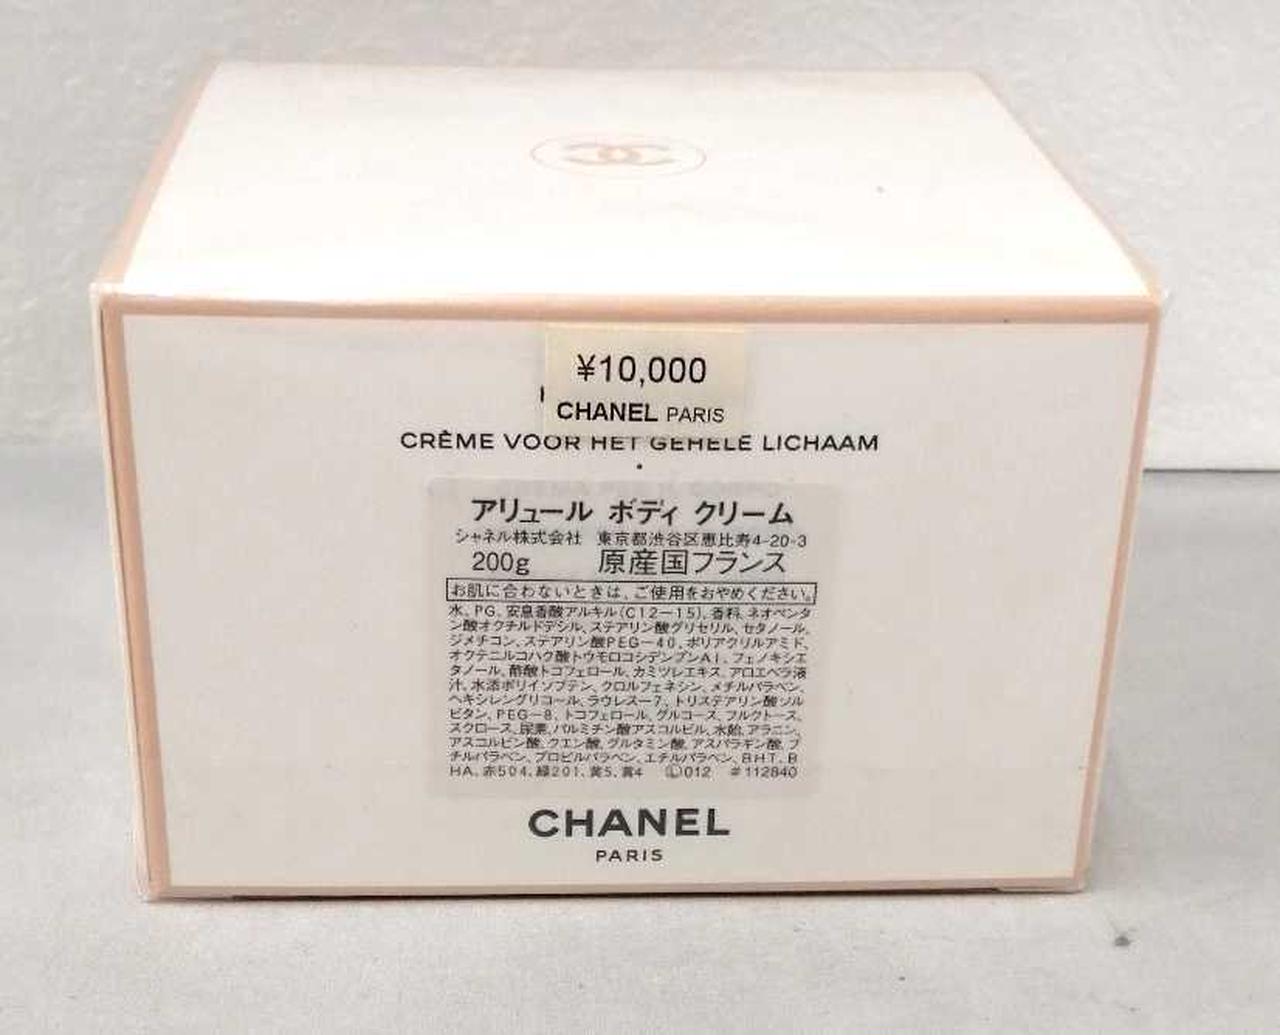 ¥10,000
CHANEL PARIS
CRÈME VOOR HET GEHELE LICHAAM
アリュール ボディ クリーム
シャネル株式会社 東京都渋谷区恵比寿4-20-3
200g 原産国フランス
お肌に合わないときは、ご使用をおやめください。
水、PG、安息香酸アルキル(C12-15)、香料、ネオペンタ
ン酸オクチルドデシル、ステアリン酸グリセリル、セタノール、
ジメチコン、ステアリン酸PEG-40、ポリアクリルアミド、
オクテニルコハク酸トウモロコシデンプンAl、フェノキシエ
タノール、酢酸トコフェロール、カミツレエキス、アロエベラ液
汁、水添ポリイソブテン、クロルフェネシン、メチルパラベン、
ヘキシレングリコール、ラウレス-7、トリステアリン酸ソル
ビタン、PEG-8、トコフェロール、グルコース、フルクトース、
スクロース、尿素、パルミチン酸アスコルビル、水飴、アラニン、
アスコルビン酸、クエン酸、グルタミン酸、アスパラギン酸、ブ
チルパラベン、プロピルパラベン、エチルパラベン、BHT、B
HA、赤504、緑201、黄5、黄4 Ⓛ012 #112840
CHANEL
PARIS